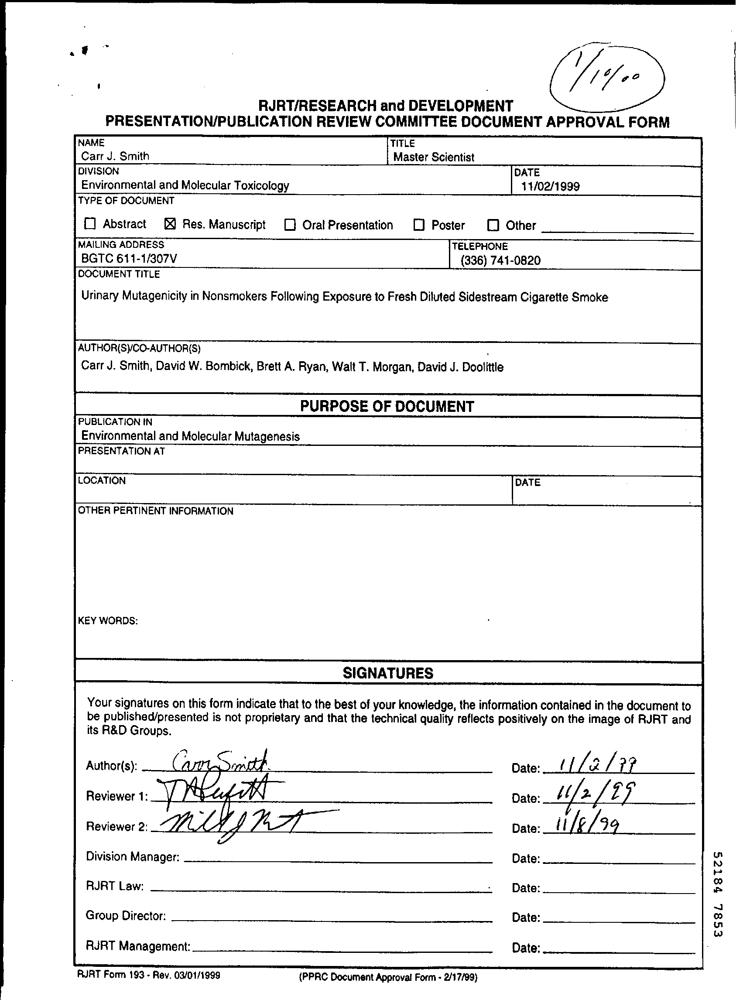 1/10/00
RJRT/RESEARCH and DEVELOPMENT
PRESENTATION/PUBLICATION REVIEW COMMITTEE DOCUMENT APPROVAL FORM
NAME TITLE
Carr J. Smith Master Scientist
DIVISION DATE
Environmental and Molecular Toxicology 11/02/1999
TYPE OF DOCUMENT
☐ Abstract ☒ Res. Manuscript ☐ Oral Presentation ☐ Poster ☐ Other
MAILING ADDRESS TELEPHONE
BGTC 611-1/307V (336) 741-0820
DOCUMENT TITLE
Urinary Mutagenicity in Nonsmokers Following Exposure to Fresh Diluted Sidestream Cigarette Smoke
AUTHOR(S)/CO-AUTHOR(S)
Carr J. Smith, David W. Bombick, Brett A. Ryan, Walt T. Morgan, David J. Doolittle
PURPOSE OF DOCUMENT
PUBLICATION IN
Environmental and Molecular Mutagenesis
PRESENTATION AT
LOCATION DATE
OTHER PERTINENT INFORMATION
KEY WORDS:
SIGNATURES
Your signatures on this form indicate that to the best of your knowledge, the information contained in the document to
be published/presented is not proprietary and that the technical quality reflects positively on the image of RJRT and
its R&D Groups.
Author(s): Carr Smith Date: 11/2/99
Reviewer 1: Date: 11/2/99
Reviewer 2: Date: 11/8/99
Division Manager: Date:
RJRT Law: Date:
Group Director: Date:
RJRT Management: Date:
RJRT Form 193 - Rev. 03/01/1999 (PPRC Document Approval Form - 2/17/99)
52184 7853